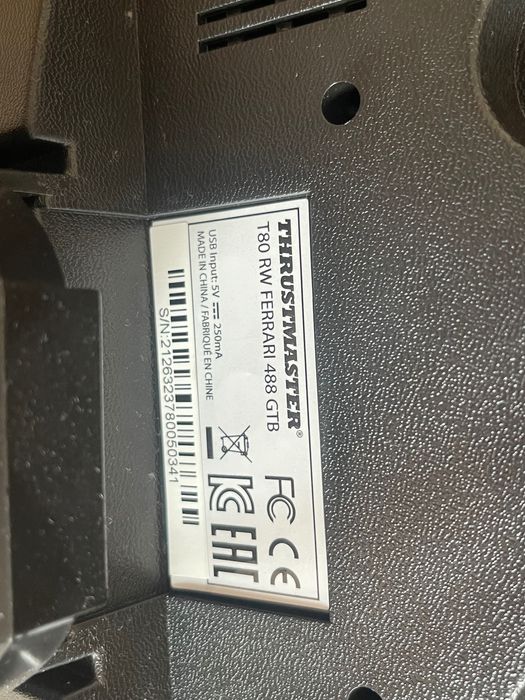 THRUSTMASTER®
T80 RW FERRARI 488 GTB
USB Input: 5V ⎓ 250mA
MADE IN CHINA / FABRIQUÉ EN CHINE
FC CE
EAC
S/N:2126323780050341